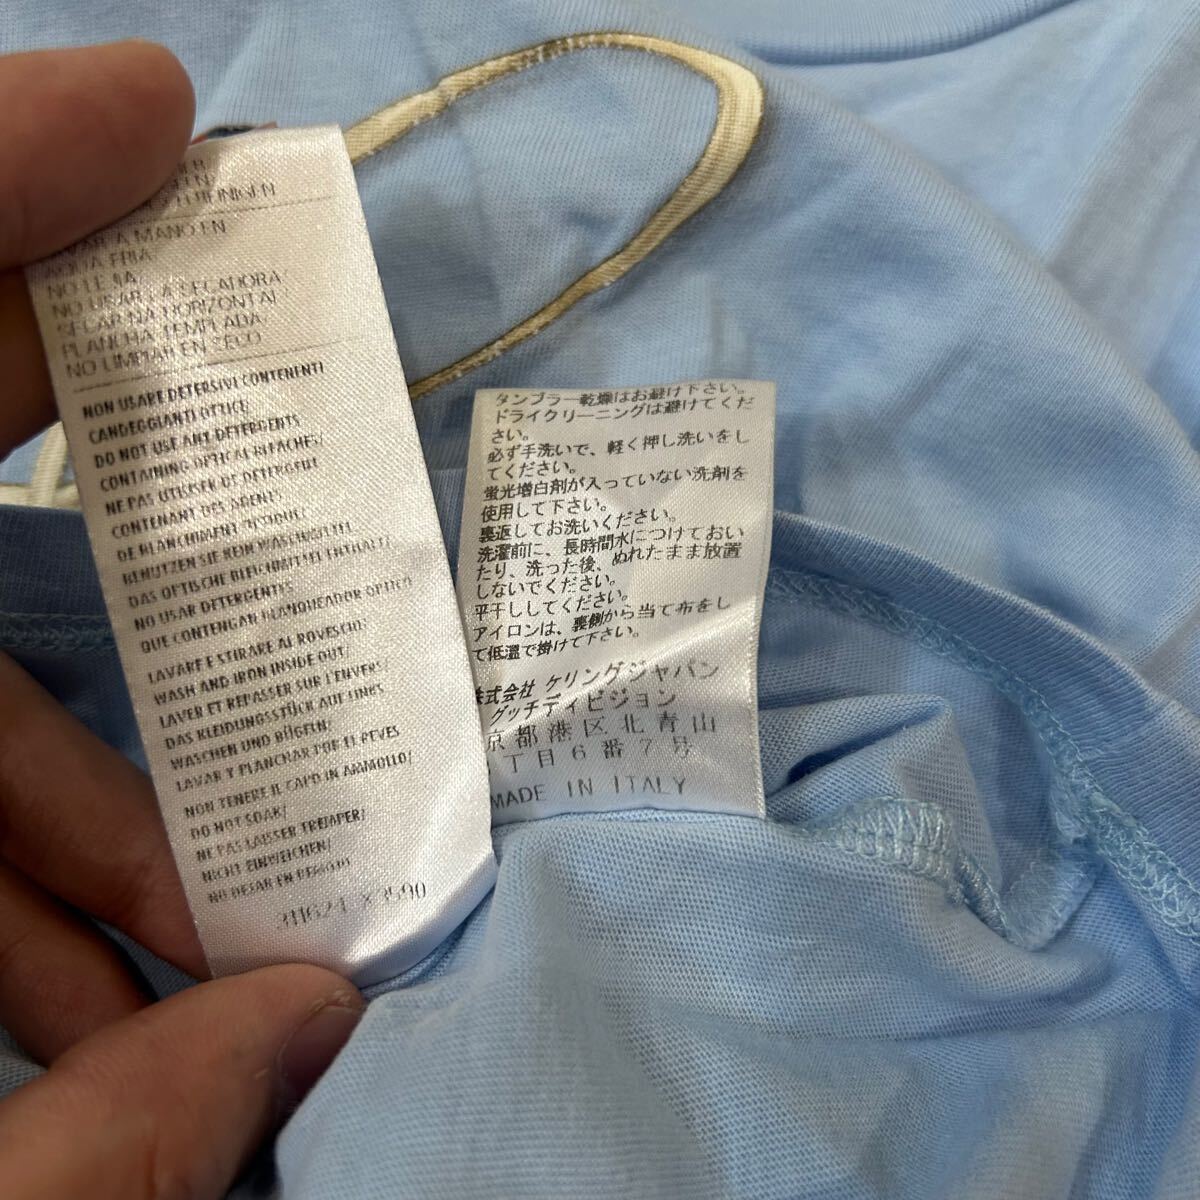 LAVAR A MANO EN
AQUA FRIA/
NO LEJIA/
NO USAR LA SECADORA/
SECAR NA HORIZONTAL/
PLANCHA TEMPLADA/
NO LIMPIAR EN SECO
NON USARE DETERSIVI CONTENENTI
CANDEGGIANTI OTTICI/
DO NOT USE ANY DETERGENTS
CONTAINING OPTICAL BLEACHES/
NE PAS UTILISER DE DETERGENT
CONTENANT DES AGENTS
DE BLANCHIMENT
BENUTZEN SIE KEIN WASCHMITTEL
DAS OPTISCHE BLEICHMITTEL ENTHALT/
NO USAR DETERGENTES
QUE CONTENGAN BLANQUEADOR OPTICO
LAVARE E STIRARE AL ROVESCIO/
WASH AND IRON INSIDE OUT/
LAVER ET REPASSER SUR L'ENVERS/
DAS KLEIDUNGSSTÜCK AUF LINKS
WASCHEN UND BÜGELN/
LAVAR Y PLANCHAR POR EL REVES
NON TENERE IL CAPO IN AMMOLLO/
DO NOT SOAK/
NE PAS LAISSER TREMPER/
NICHT EINWEICHEN/
NO DEJAR EN REMOJO
タンブラー乾燥はお避け下さい。
ドライクリーニングは避けてくだ
さい。
必ず手洗いで、軽く押し洗いをし
てください。
蛍光増白剤が入っていない洗剤を
使用して下さい。
裏返してお洗いください。
洗濯前に、長時間水につけておい
たり、洗った後、ぬれたまま放置
しないでください。
平干ししてください。
アイロンは、裏側から当て布をし
て低温で掛けて下さい。
株式会社 ケリングジャパン
グッチディビジョン
京都港区北青山
丁目6番7号
MADE IN ITALY